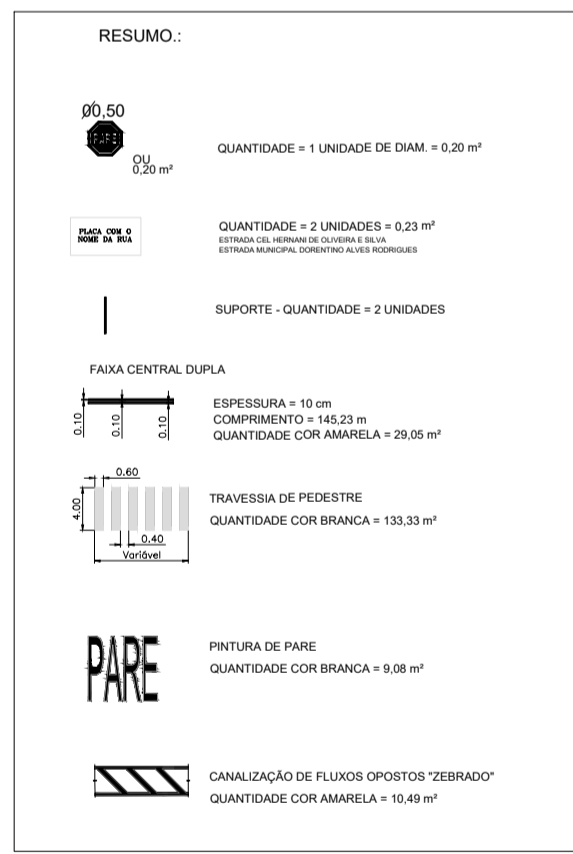 RESUMO.:
Ø0,50
PARE
OU
0,20 m²
QUANTIDADE = 1 UNIDADE DE DIAM. = 0,20 m²
PLACA COM O
NOME DA RUA
QUANTIDADE = 2 UNIDADES = 0,23 m²
ESTRADA CEL HERNANI DE OLIVEIRA E SILVA
ESTRADA MUNICIPAL DORENTINO ALVES RODRIGUES
SUPORTE - QUANTIDADE = 2 UNIDADES
FAIXA CENTRAL DUPLA
0.10
0.10
0.10
ESPESSURA = 10 cm
COMPRIMENTO = 145,23 m
QUANTIDADE COR AMARELA = 29,05 m²
0.60
4.00
0.40
Variável
TRAVESSIA DE PEDESTRE
QUANTIDADE COR BRANCA = 133,33 m²
PARE
PINTURA DE PARE
QUANTIDADE COR BRANCA = 9,08 m²
CANALIZAÇÃO DE FLUXOS OPOSTOS "ZEBRADO"
QUANTIDADE COR AMARELA = 10,49 m²